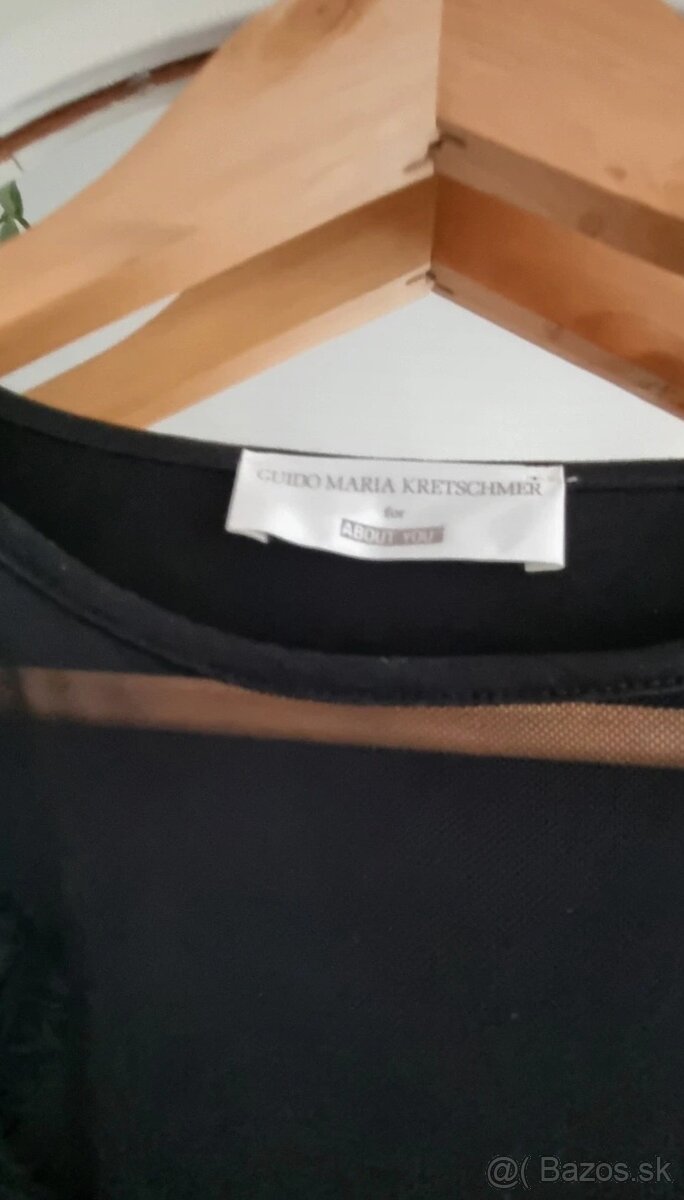 GUIDO MARIA KRETSCHMER
for
ABOUT YOU
@( Bazos.sk